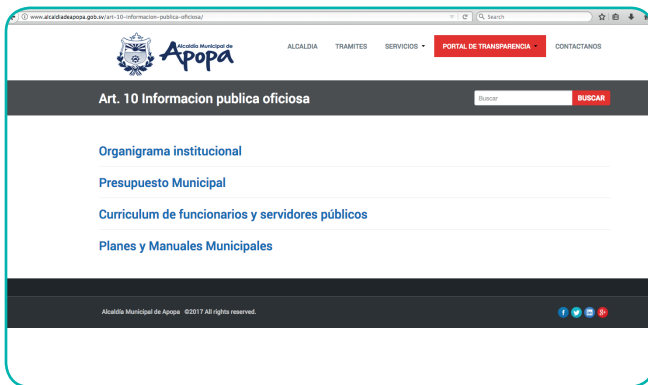 www.alcaldiadeapopa.gob.sv/art-10-informacion-publica-oficiosa/
Search
Alcaldía Municipal de
Apopa
ALCALDIA TRAMITES SERVICIOS PORTAL DE TRANSPARENCIA CONTACTANOS
Art. 10 Informacion publica oficiosa
Buscar BUSCAR
Organigrama institucional
Presupuesto Municipal
Curriculum de funcionarios y servidores públicos
Planes y Manuales Municipales
Alcaldía Municipal de Apopa ©2017 All rights reserved.